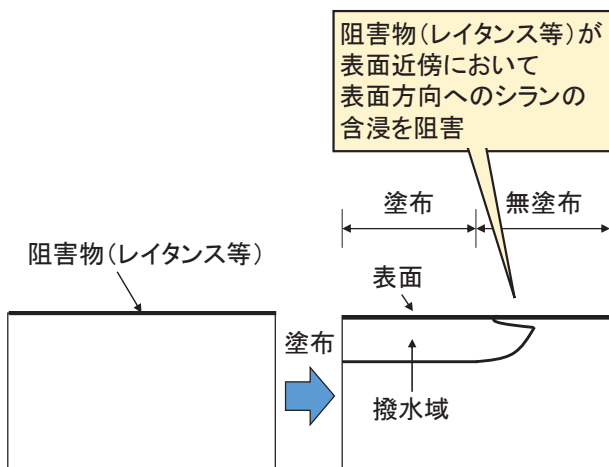 阻害物(レイタンス等)が
表面近傍において
表面方向へのシランの
含浸を阻害
塗布
無塗布
阻害物(レイタンス等)
表面
塗布
撥水域